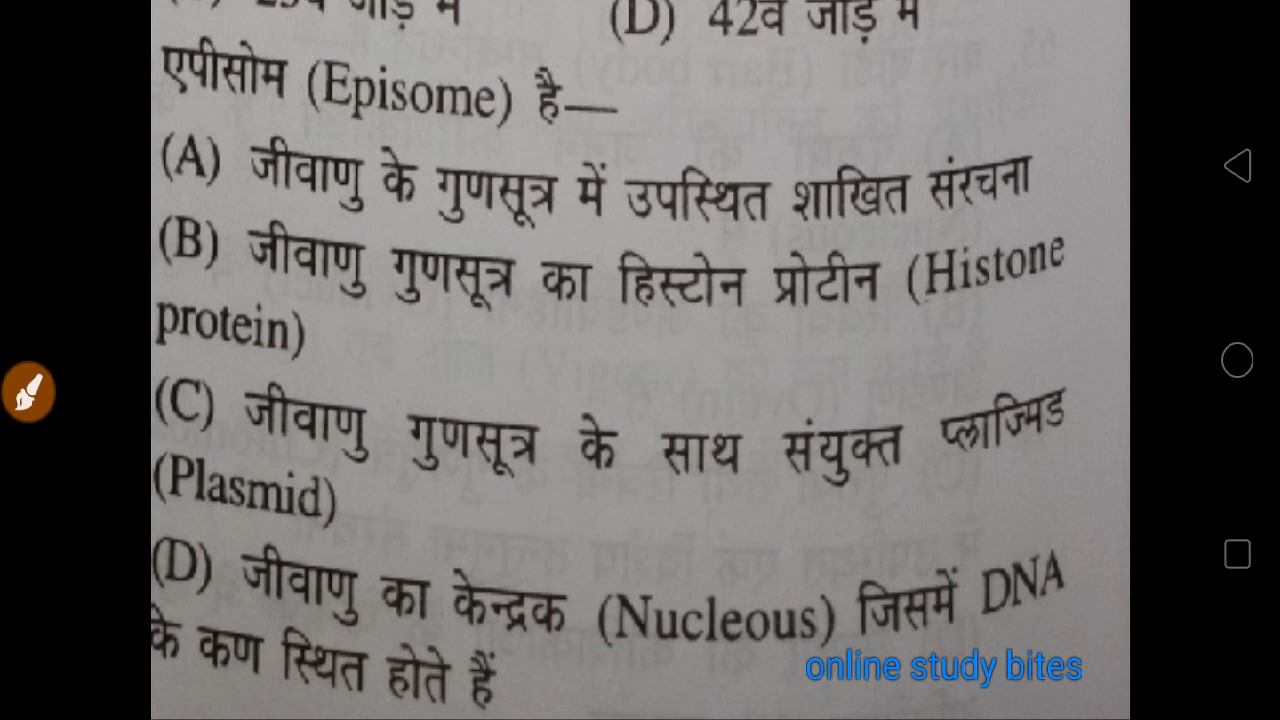 (D) 42वें जोड़े में
एपीसोम (Episome) है—
(A) जीवाणु के गुणसूत्र में उपस्थित शाखित संरचना
(B) जीवाणु गुणसूत्र का हिस्टोन प्रोटीन (Histone
protein)
(C) जीवाणु गुणसूत्र के साथ संयुक्त प्लाज्मिड
(Plasmid)
(D) जीवाणु का केन्द्रक (Nucleous) जिसमें DNA
के कण स्थित होते हैं
online study bites